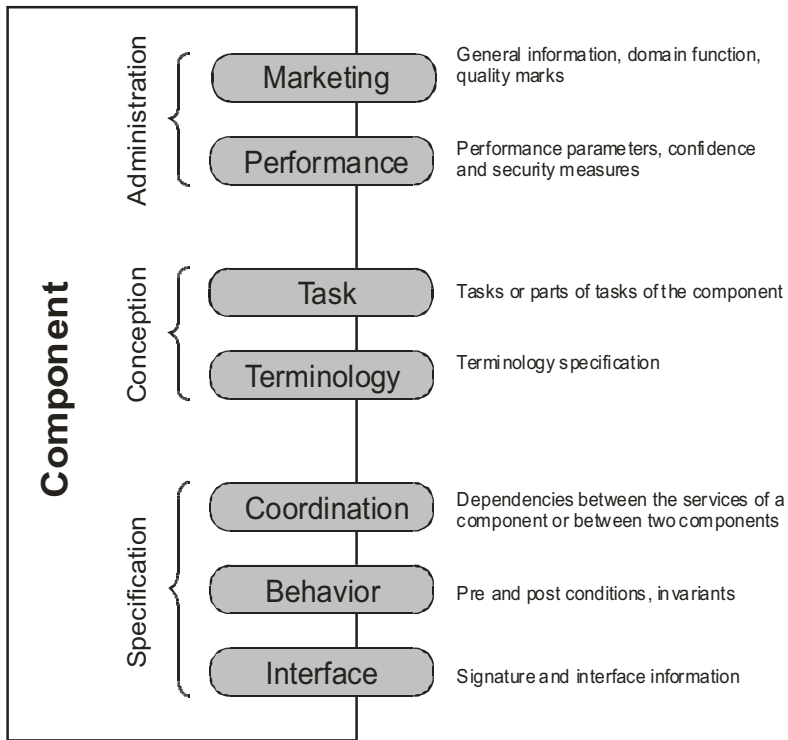 Component
Administration
Marketing
General information, domain function,
quality marks
Performance
Performance parameters, confidence
and security measures
Conception
Task
Tasks or parts of tasks of the component
Terminology
Terminology specification
Specification
Coordination
Dependencies between the services of a
component or between two components
Behavior
Pre and post conditions, invariants
Interface
Signature and interface information